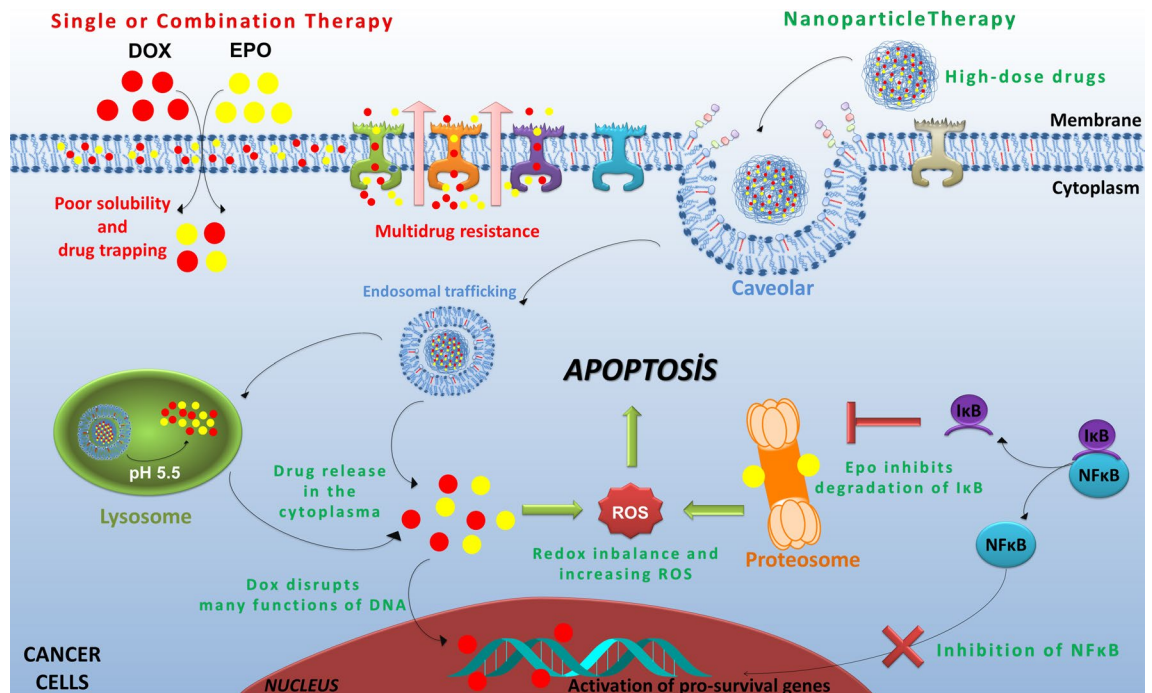 Single or Combination Therapy
DOX
EPO
NanoparticleTherapy
High-dose drugs
Membrane
Cytoplasm
Poor solubility
and
drug trapping
Multidrug resistance
Caveolar
Endosomal trafficking
APOPTOSİS
pH 5.5
Lysosome
Drug release
in the
cytoplasma
ROS
Redox inbalance and
increasing ROS
Proteosome
Epo inhibits
degradation of IκB
IκB
IκB
NFκB
NFκB
Dox disrupts
many functions of DNA
Inhibition of NFκB
CANCER
CELLS
NUCLEUS
Activation of pro-survival genes